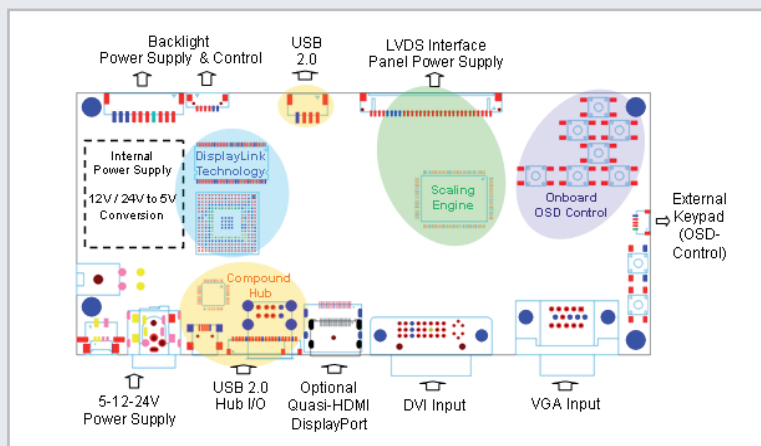 Backlight
Power Supply & Control
USB
2.0
LVDS Interface
Panel Power Supply
Internal
Power Supply
12V / 24V to 5V
Conversion
DisplayLink
Technology
Scaling
Engine
Onboard
OSD Control
External
Keypad
(OSD-
Control)
Compound
Hub
5-12-24V
Power Supply
USB 2.0
Hub I/O
Optional
Quasi-HDMI
DisplayPort
DVI Input
VGA Input